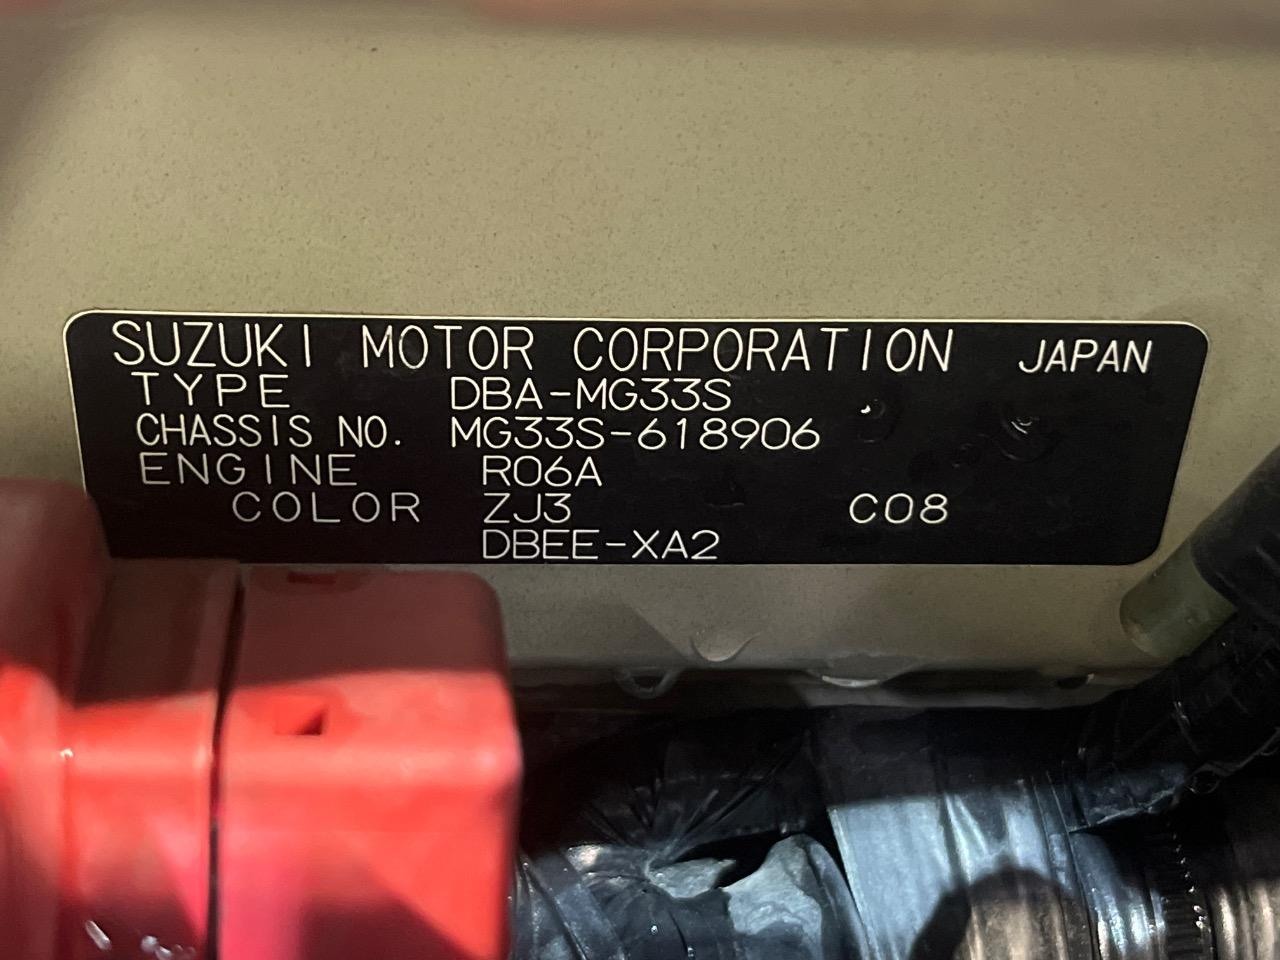 SUZUKI MOTOR CORPORATION JAPAN
TYPE DBA-MG33S
CHASSIS NO. MG33S-618906
ENGINE R06A
COLOR ZJ3 C08
DBEE-XA2